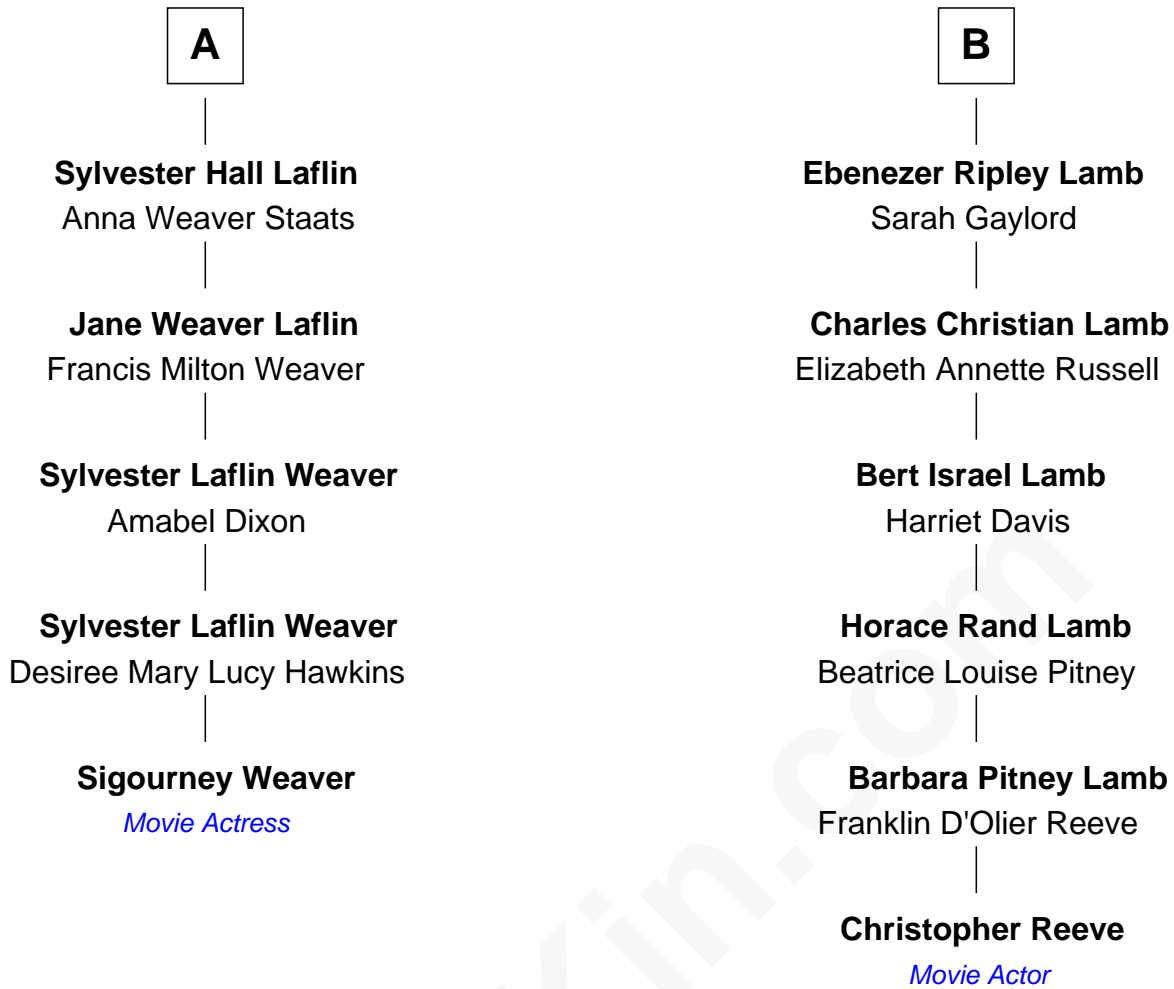 A
Sylvester Hall Laflin
Anna Weaver Staats
Jane Weaver Laflin
Francis Milton Weaver
Sylvester Laflin Weaver
Amabel Dixon
Sylvester Laflin Weaver
Desiree Mary Lucy Hawkins
Sigourney Weaver
Movie Actress
B
Ebenezer Ripley Lamb
Sarah Gaylord
Charles Christian Lamb
Elizabeth Annette Russell
Bert Israel Lamb
Harriet Davis
Horace Rand Lamb
Beatrice Louise Pitney
Barbara Pitney Lamb
Franklin D'Olier Reeve
Christopher Reeve
Movie Actor
Kin.com